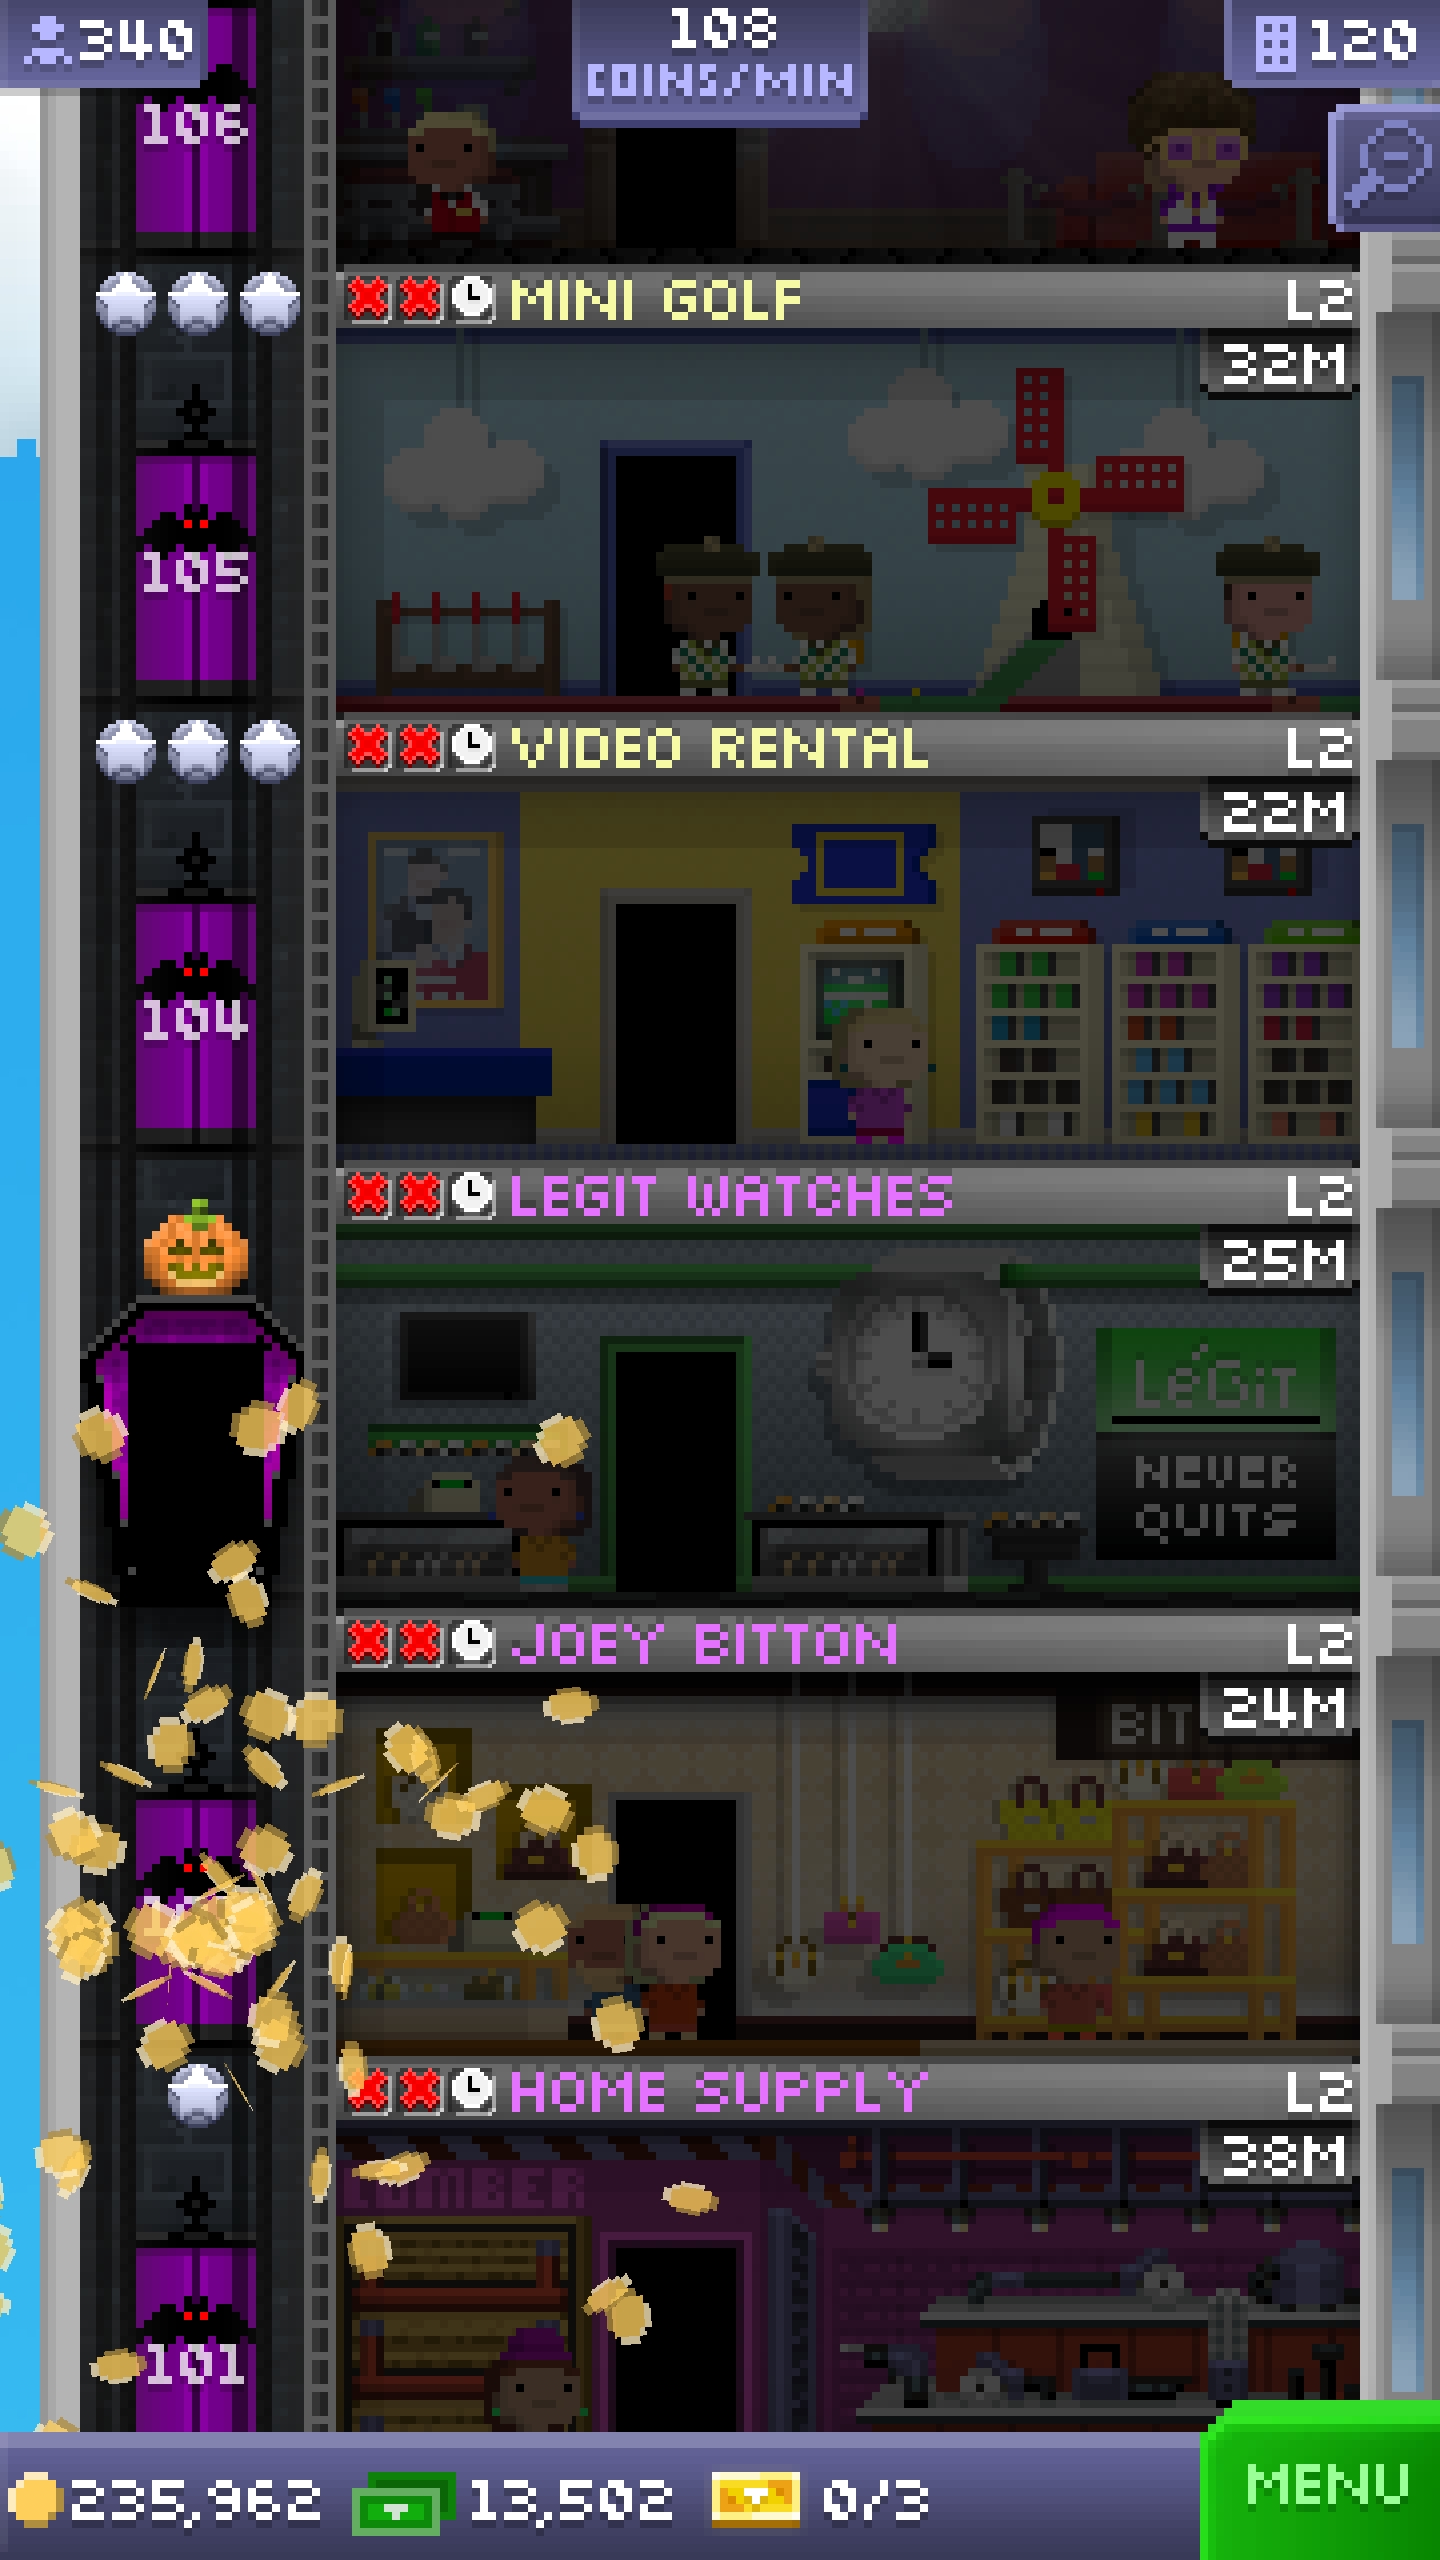 340
108
COINS/MIN
120
106
MINI GOLF L2
32M
105
VIDEO RENTAL L2
22M
104
LEGIT WATCHES L2
25M
LéGiT
NEVER
QUITS
JOEY BITTON L2
BIT
24M
HOME SUPPLY L2
38M
LUMBER
101
235,962 13,502 0/3
MENU